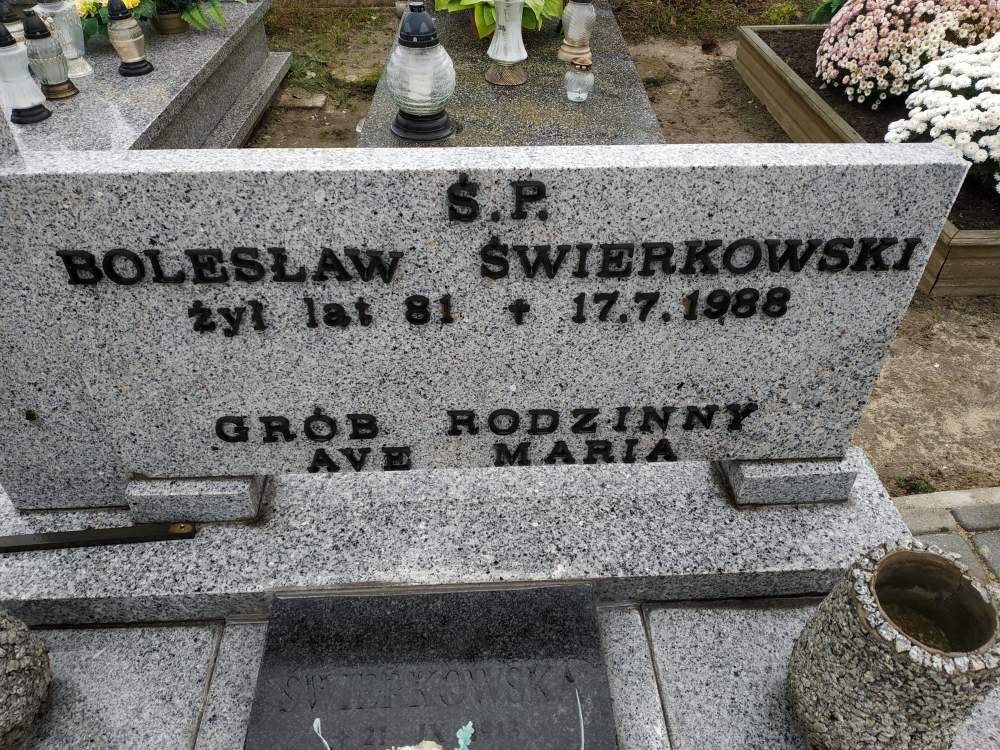 Ś.P.
BOLESŁAW ŚWIERKOWSKI
żył lat 81 + 17.7.1988
GRÓB RODZINNY
AVE MARIA
ŚWIERKOWSKA